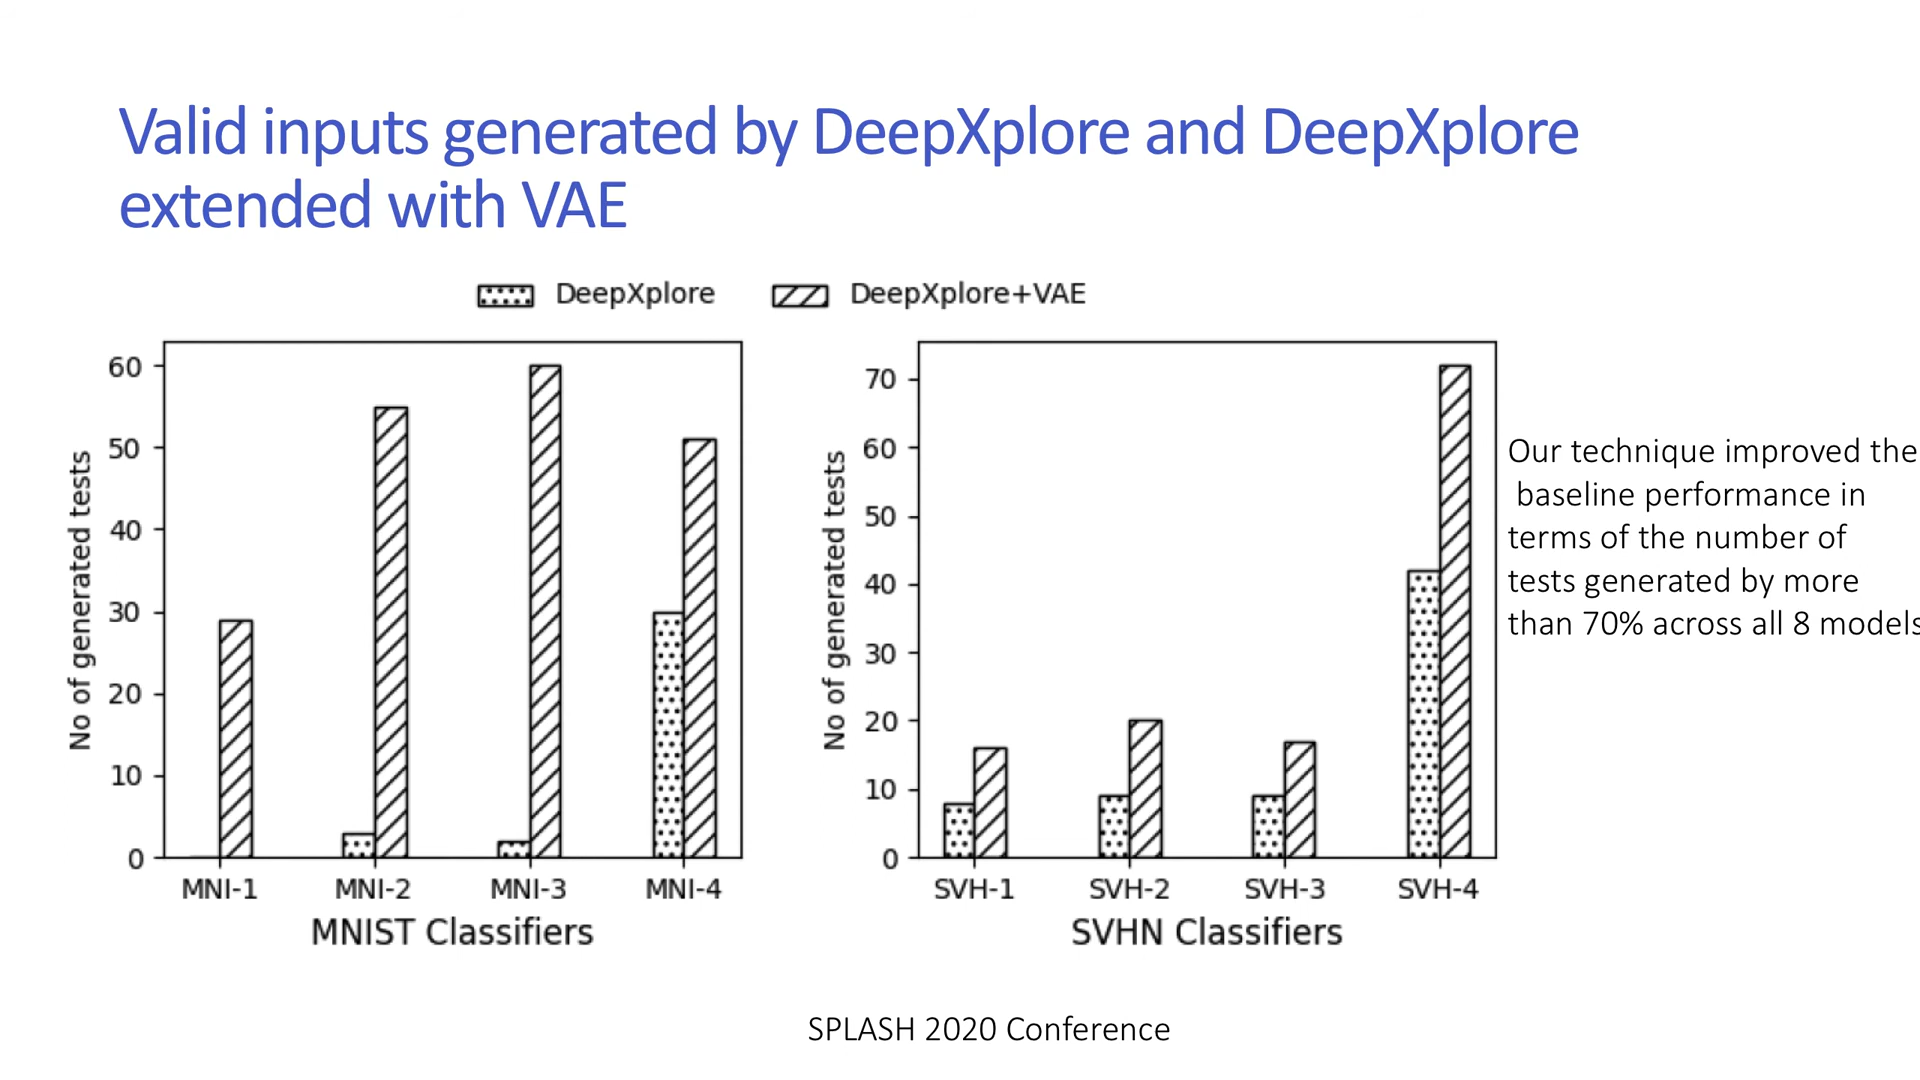 Valid inputs generated by DeepXplore and DeepXplore
extended with VAE
DeepXplore
DeepXplore+VAE
No of generated tests
60
50
40
30
20
10
0
MNI-1
MNI-2
MNI-3
MNI-4
MNIST Classifiers
No of generated tests
70
60
50
40
30
20
10
0
SVH-1
SVH-2
SVH-3
SVH-4
SVHN Classifiers
Our technique improved the
baseline performance in
terms of the number of
tests generated by more
than 70% across all 8 models
SPLASH 2020 Conference